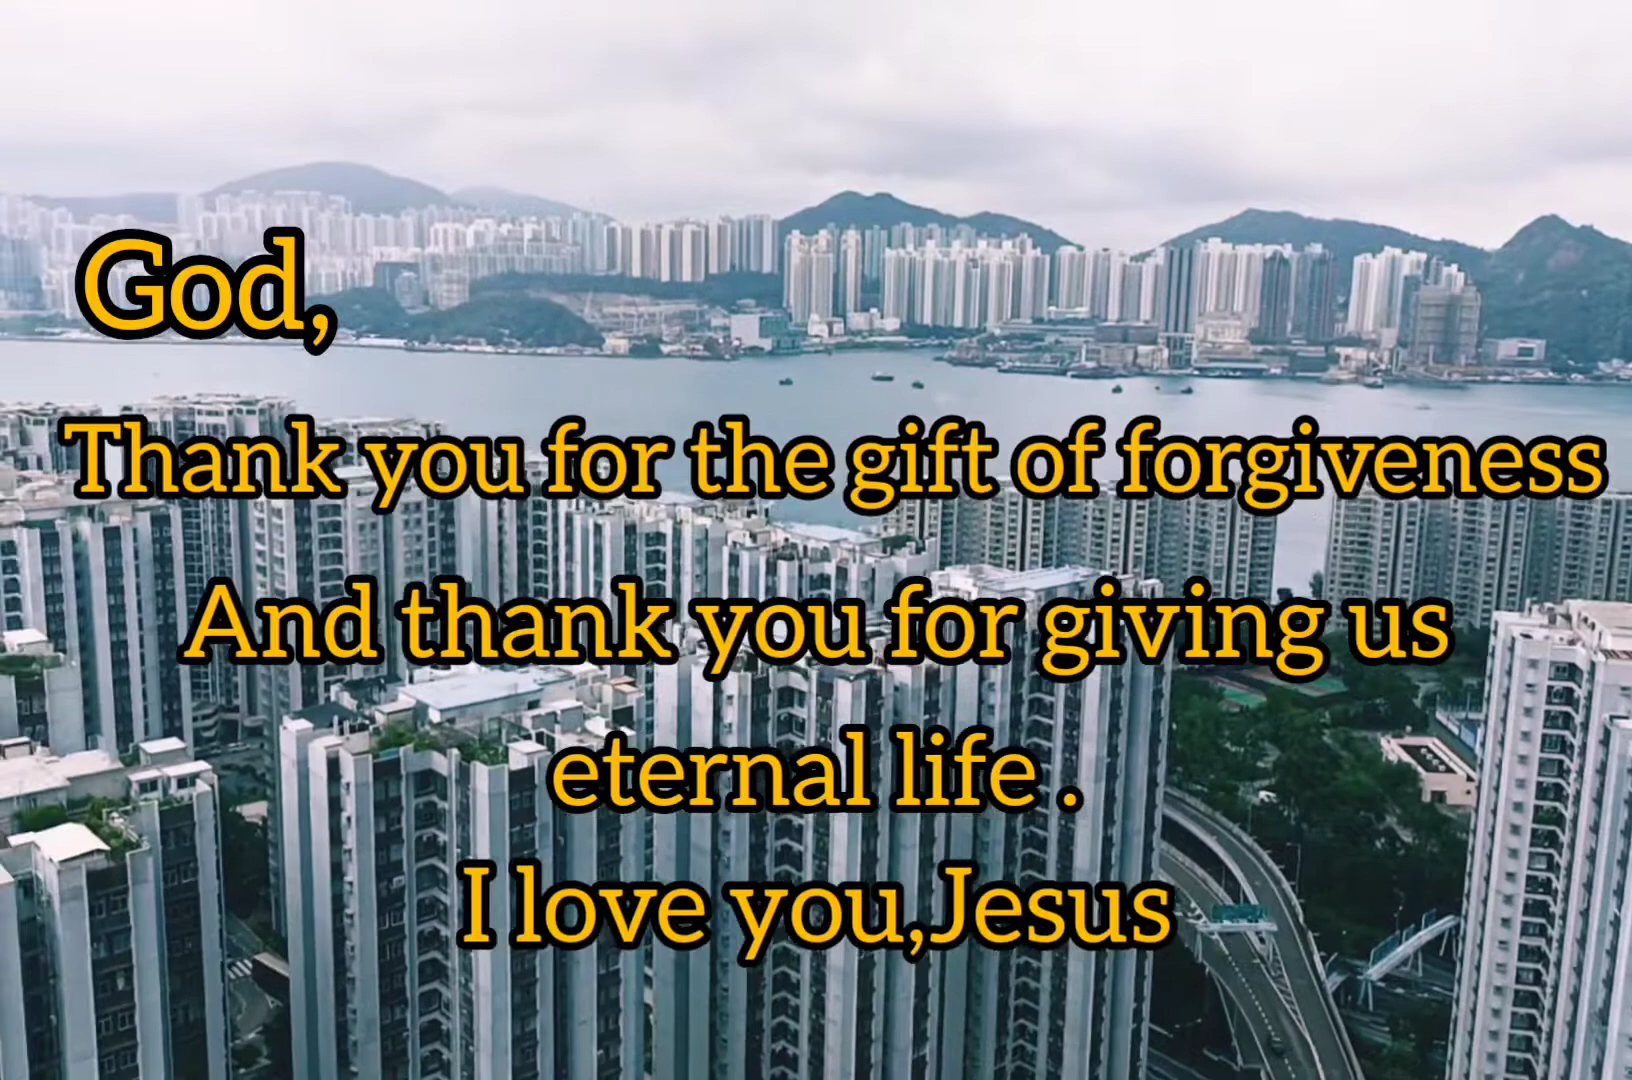 God,
Thank you for the gift of forgiveness
And thank you for giving us
eternal life .
I love you,Jesus